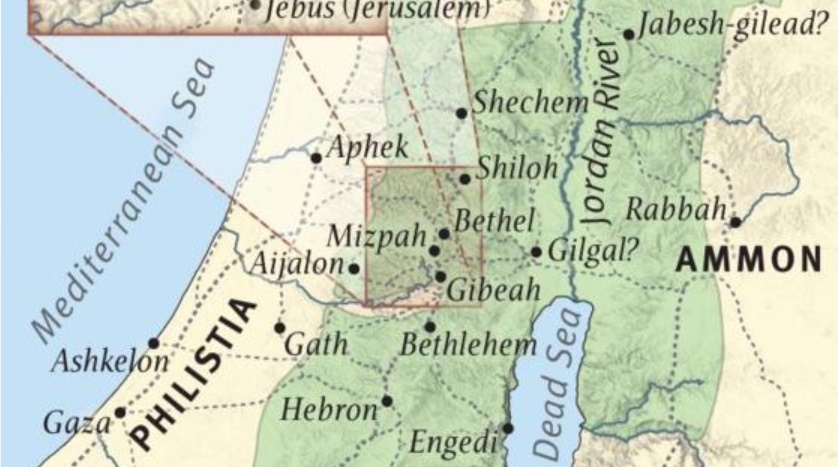 Jebus (Jerusalem)
Jabesh-gilead?
Mediterranean Sea
Jordan River
Shechem
Aphek
Shiloh
Rabbah
Bethel
Mizpah
Gilgal?
AMMON
Aijalon
Gibeah
PHILISTIA
Gath
Bethlehem
Ashkelon
Dead Sea
Hebron
Gaza
Engedi